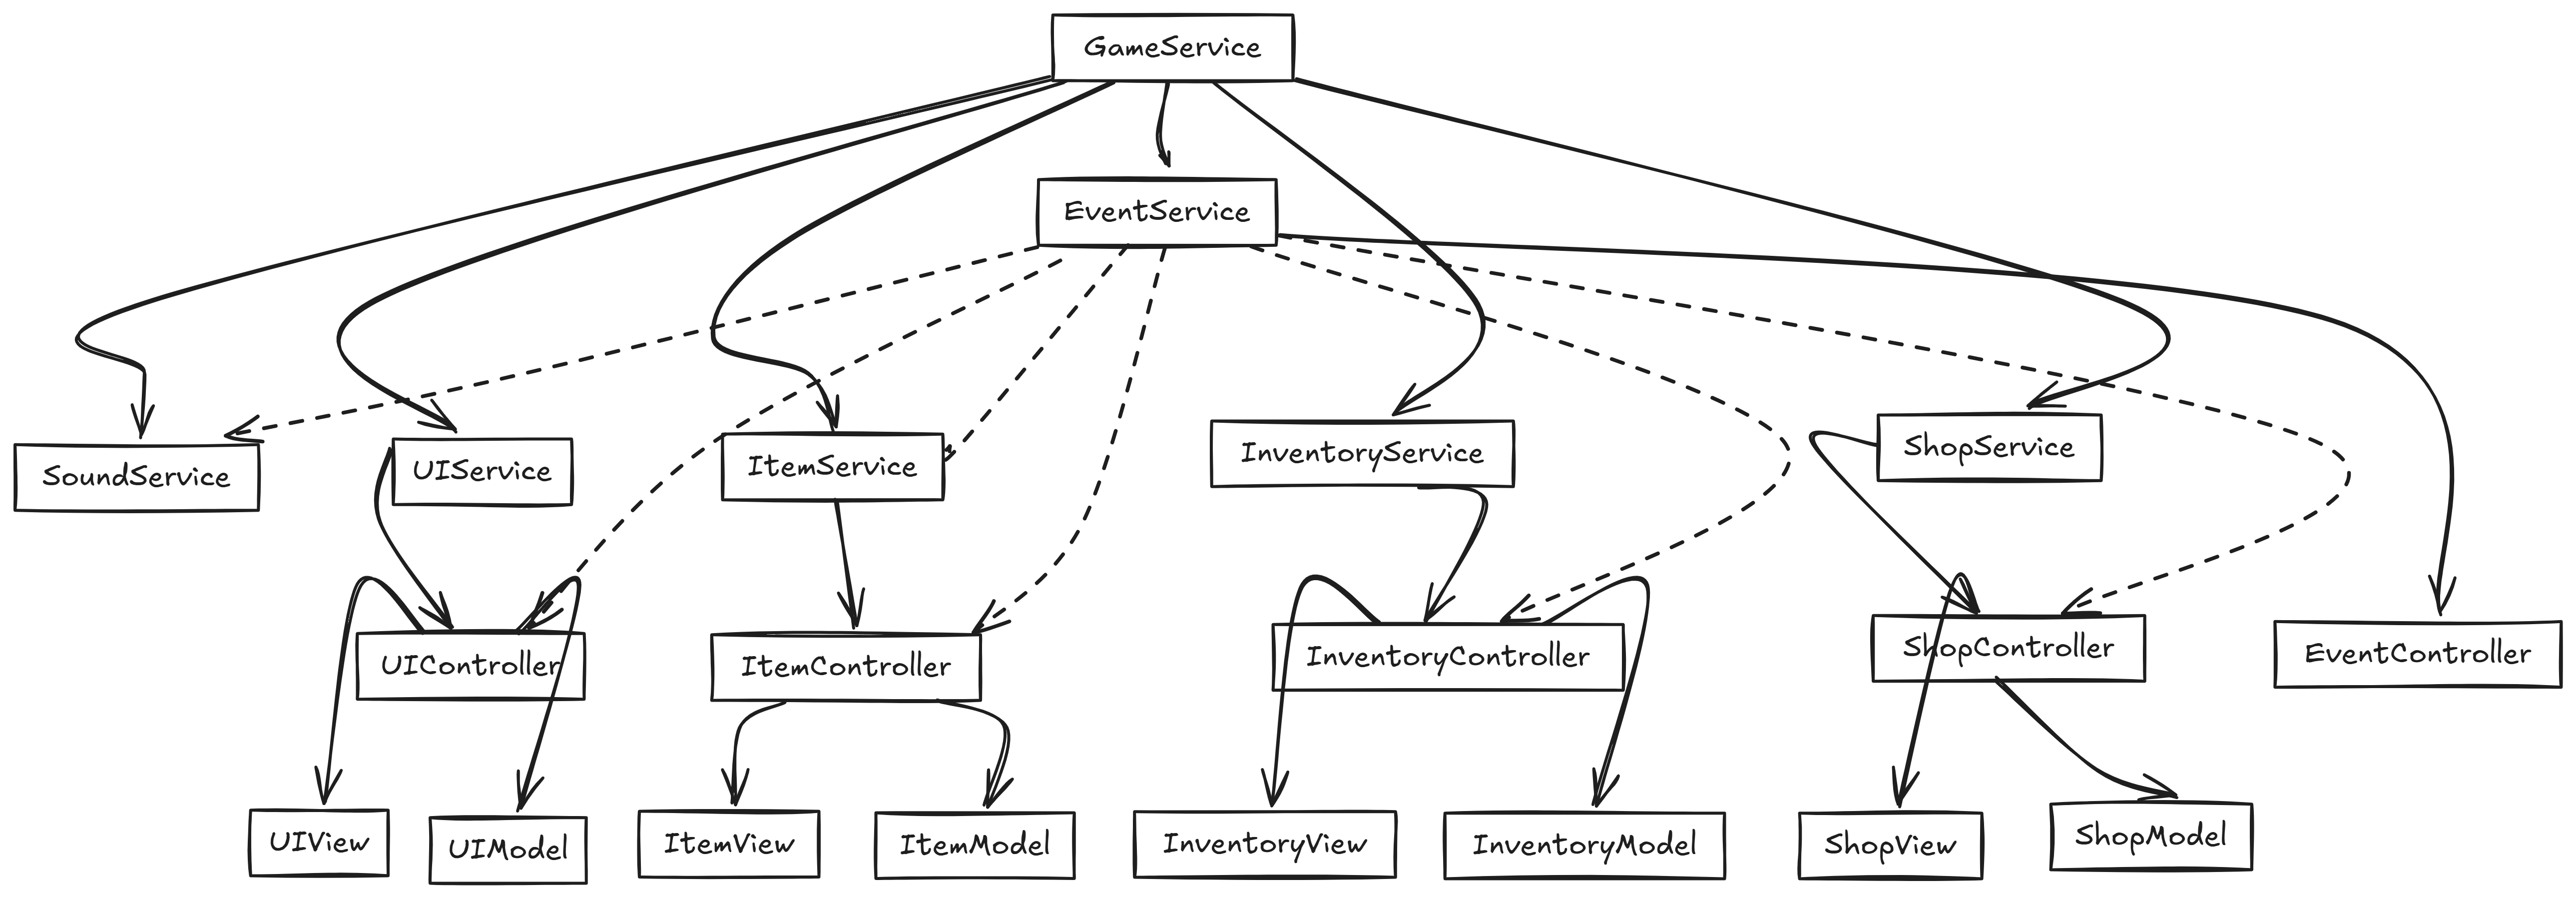 GameService
EventService
SoundService
UIService
ItemService
InventoryService
ShopService
UIController
ItemController
InventoryController
ShopController
EventController
UIView
UIModel
ItemView
ItemModel
InventoryView
InventoryModel
ShopView
ShopModel